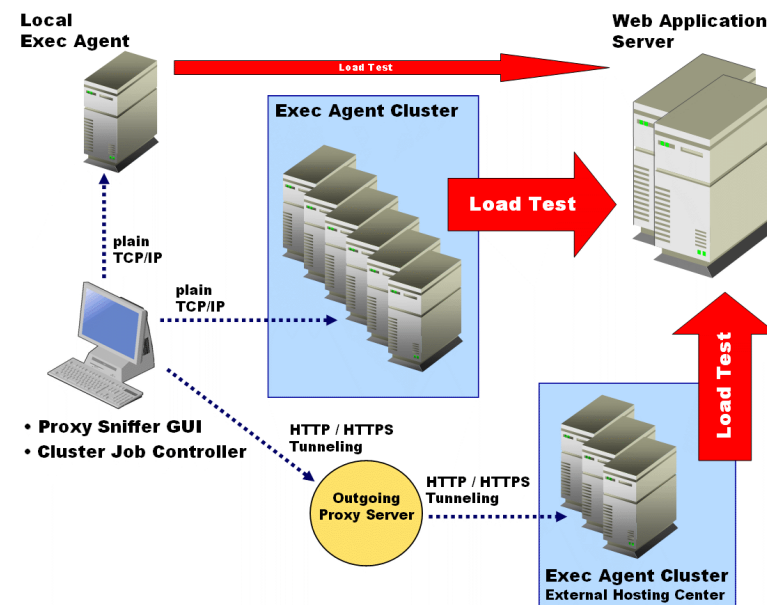 Local
Exec Agent
Web Application
Server
Load Test
Exec Agent Cluster
Load Test
plain
TCP/IP
plain
TCP/IP
Load Test
• Proxy Sniffer GUI
• Cluster Job Controller
HTTP / HTTPS
Tunneling
Outgoing
Proxy Server
HTTP / HTTPS
Tunneling
Exec Agent Cluster
External Hosting Center